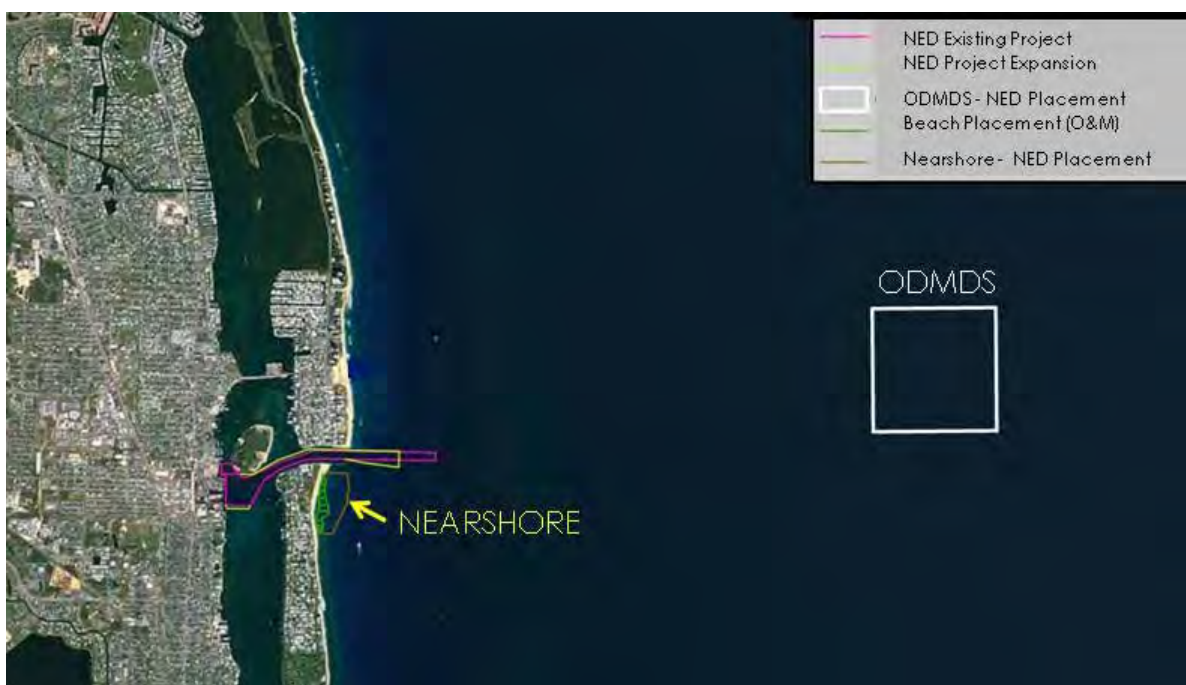 NED Existing Project
NED Project Expansion
ODMDS - NED Placement
Beach Placement (O&M)
Nearshore - NED Placement
ODMDS
NEARSHORE